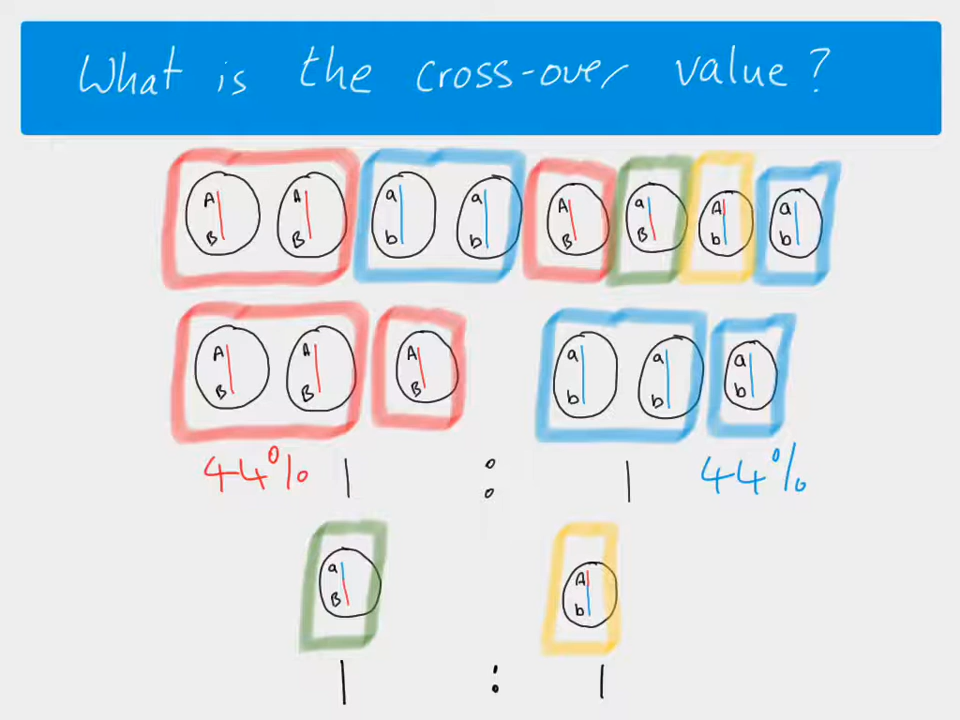 What is the cross-over value?
A A a a A a A a
B B b b B B b b
A A A a a a
B B B b b b
44% 1 : 1 44%
a A
B b
1 : 1